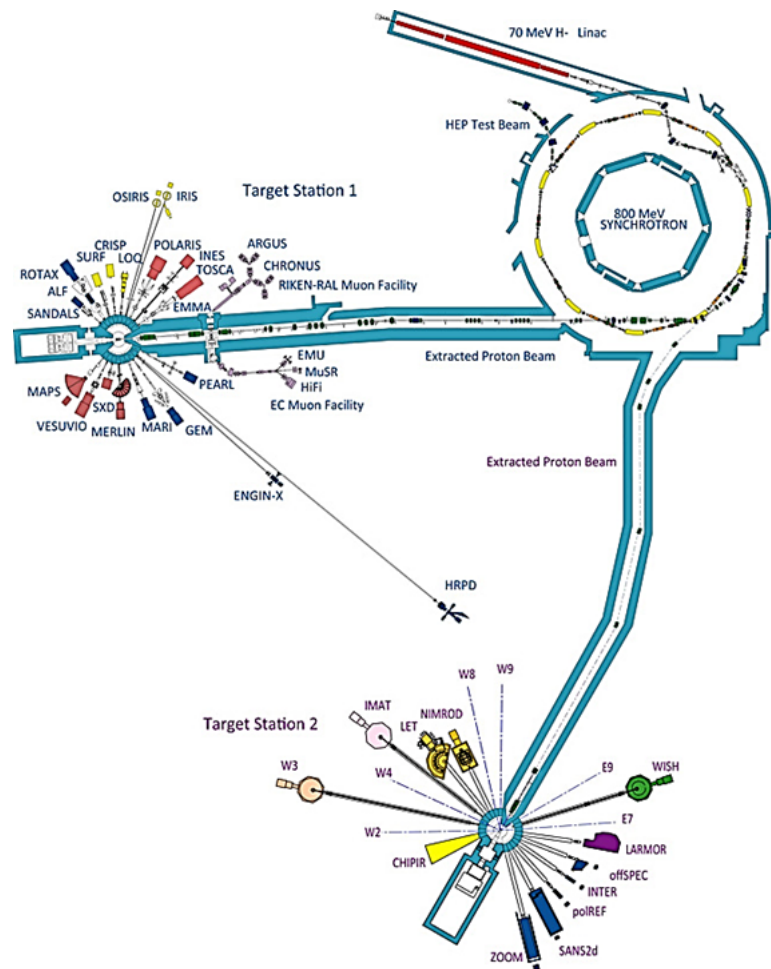 70 MeV H- Linac
HEP Test Beam
800 MeV
SYNCHROTRON
Target Station 1
OSIRIS
IRIS
ARGUS
CHRONUS
RIKEN-RAL Muon Facility
POLARIS
INES
TOSCA
EMMA
LOQ
CRISP
SURF
ROTAX
ALF
SANDALS
Extracted Proton Beam
EMU
MuSR
HiFi
EC Muon Facility
PEARL
MAPS
VESUVIO
SXD
MERLIN
MARI
GEM
ENGIN-X
HRPD
Extracted Proton Beam
Target Station 2
W8
W9
IMAT
LET
NIMROD
W3
W4
W2
CHIPIR
E9
WISH
E7
LARMOR
offSPEC
INTER
polREF
SANS2d
ZOOM